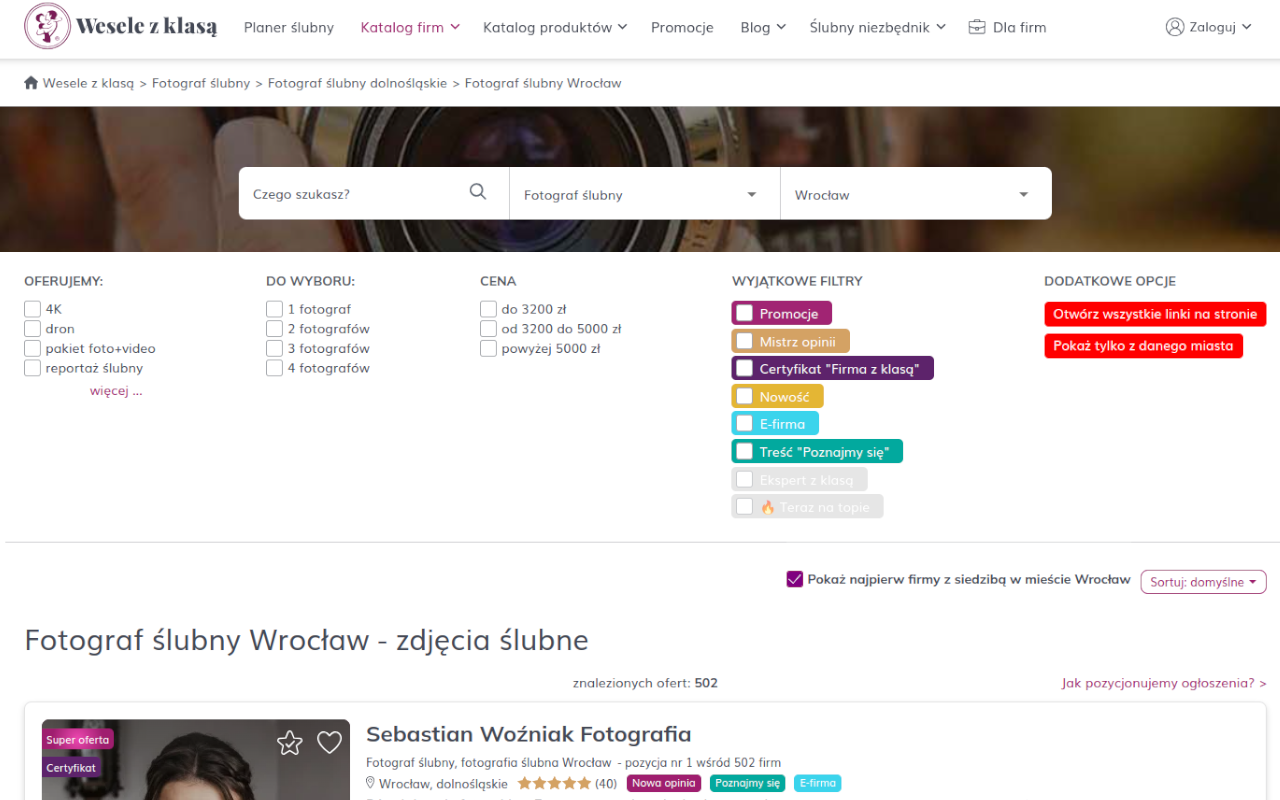 Wesele z klasą
Planer ślubny
Katalog firm
Katalog produktów
Promocje
Blog
Ślubny niezbędnik
Dla firm
Zaloguj
Wesele z klasą > Fotograf ślubny > Fotograf ślubny dolnośląskie > Fotograf ślubny Wrocław
Czego szukasz?
Fotograf ślubny
Wrocław
OFERUJEMY:
4K
dron
pakiet foto+video
reportaż ślubny
więcej ...
DO WYBORU:
1 fotograf
2 fotografów
3 fotografów
4 fotografów
CENA
do 3200 zł
od 3200 do 5000 zł
powyżej 5000 zł
WYJĄTKOWE FILTRY
Promocje
Mistrz opinii
Certyfikat "Firma z klasą"
Nowość
E-firma
Treść "Poznajmy się"
Ekspert z klasą
🔥 Teraz na topie
DODATKOWE OPCJE
Otwórz wszystkie linki na stronie
Pokaż tylko z danego miasta
Pokaż najpierw firmy z siedzibą w mieście Wrocław
Sortuj: domyślne
Fotograf ślubny Wrocław - zdjęcia ślubne
znalezionych ofert: 502
Jak pozycjonujemy ogłoszenia? >
Super oferta
Certyfikat
Sebastian Woźniak Fotografia
Fotograf ślubny, fotografia ślubna Wrocław - pozycja nr 1 wśród 502 firm
Wrocław, dolnośląskie (40) Nowa opinia Poznajmy się E-firma